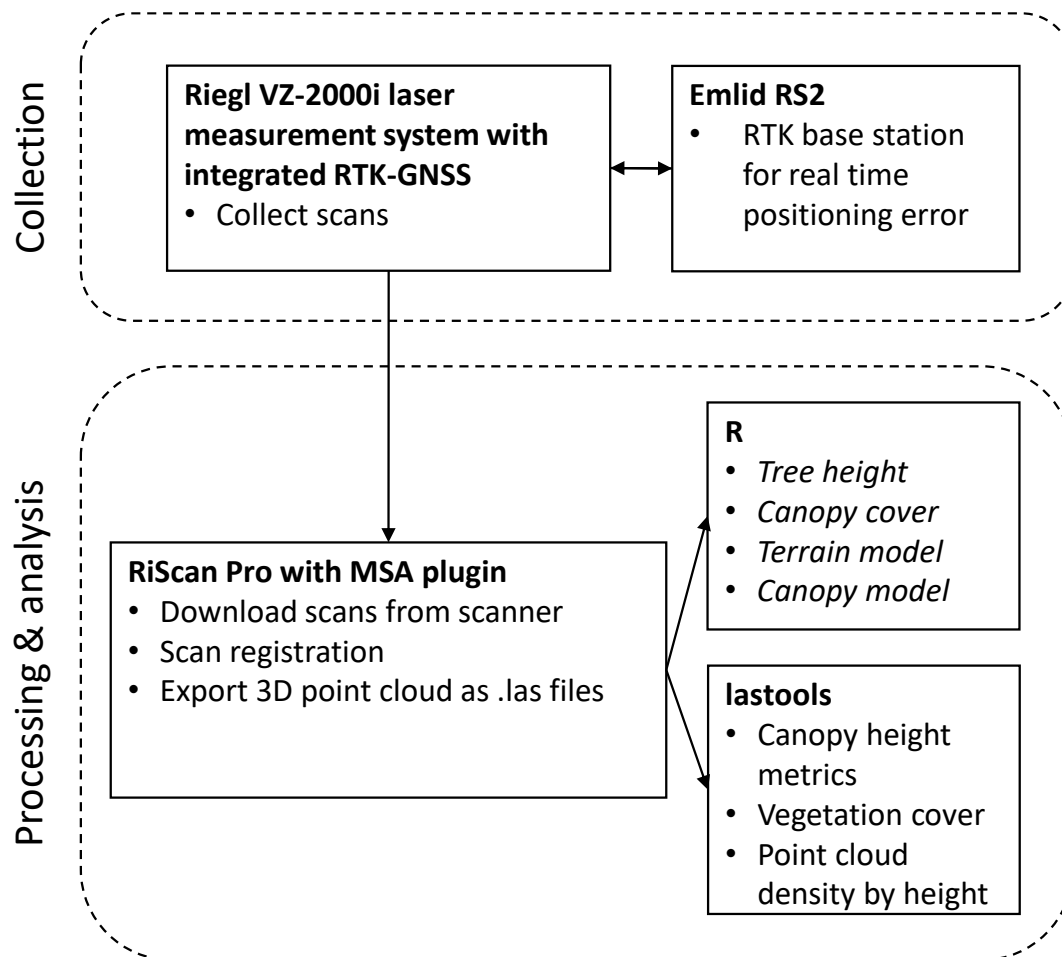 Collection
Riegl VZ-2000i laser
measurement system with
integrated RTK-GNSS
• Collect scans
Emlid RS2
• RTK base station
for real time
positioning error
Processing & analysis
RiScan Pro with MSA plugin
• Download scans from scanner
• Scan registration
• Export 3D point cloud as .las files
R
• Tree height
• Canopy cover
• Terrain model
• Canopy model
lastools
• Canopy height
metrics
• Vegetation cover
• Point cloud
density by height